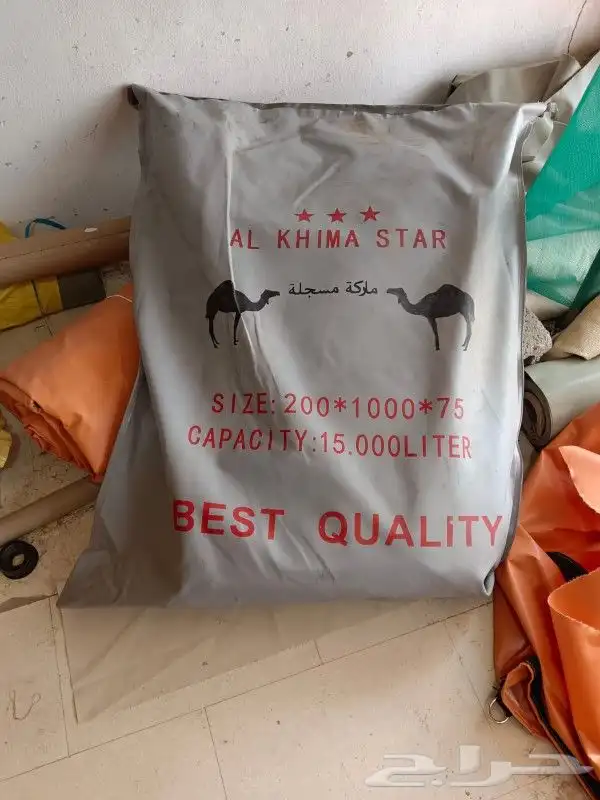 AL KHIMA STAR
ماركة مسجلة
SIZE: 200*1000*75
CAPACITY:15.000LITER
BEST QUALITY
حراج